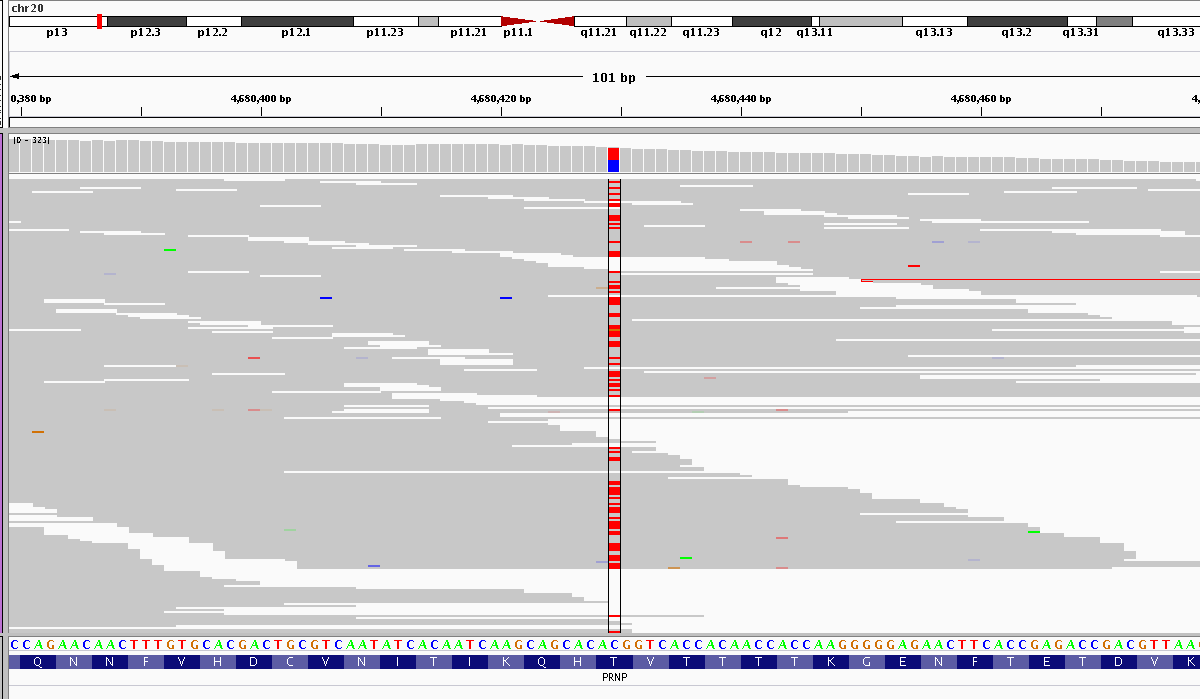 chr20
p13 p12.3 p12.2 p12.1 p11.23 p11.21 p11.1 q11.21 q11.22 q11.23 q12 q13.11 q13.13 q13.2 q13.31 q13.33
101 bp
0,380 bp 4,680,400 bp 4,680,420 bp 4,680,440 bp 4,680,460 bp 4,
[0 - 323]
CCAGAACAACTTTGTGCACGACTGCGTCAATATCACAATCAAGCAGCACACGGTCACCACAACCACCAAGGGGGAGAACTTCACCGAGACCGACGTTAA
Q N N F V H D C V N I T I K Q H T V T T T T K G E N F T E T D V K
PRNP